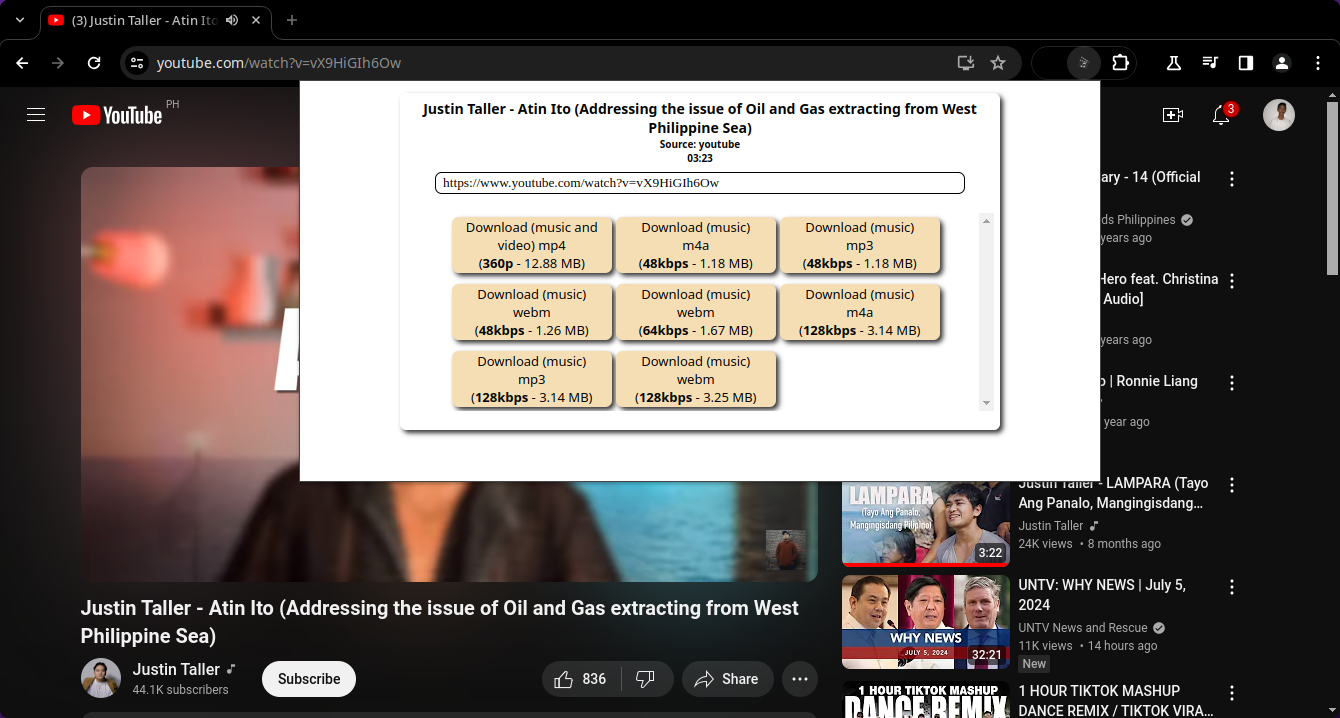 (3) Justin Taller - Atin Ito
youtube.com/watch?v=vX9HiGIh6Ow
YouTube PH
3
Justin Taller - Atin Ito (Addressing the issue of Oil and Gas extracting from West
Philippine Sea)
Source: youtube
03:23
https://www.youtube.com/watch?v=vX9HiGIh6Ow
Download (music and
video) mp4
(360p - 12.88 MB)
Download (music)
m4a
(48kbps - 1.18 MB)
Download (music)
mp3
(48kbps - 1.18 MB)
Download (music)
webm
(48kbps - 1.26 MB)
Download (music)
webm
(64kbps - 1.67 MB)
Download (music)
m4a
(128kbps - 3.14 MB)
Download (music)
mp3
(128kbps - 3.14 MB)
Download (music)
webm
(128kbps - 3.25 MB)
Justin Taller - Atin Ito (Addressing the issue of Oil and Gas extracting from West
Philippine Sea)
Justin Taller
44.1K subscribers
Subscribe
836
Share
ary - 14 (Official
ds Philippines
years ago
Hero feat. Christina
Audio]
years ago
o | Ronnie Liang
year ago
LAMPARA
(Tayo Ang Panalo,
Mangingisdang Pilipino)
3:22
Justin Taller - LAMPARA (Tayo
Ang Panalo, Mangingisdang…
Justin Taller
24K views • 8 months ago
WHY NEWS
JULY 5, 2024
32:21
UNTV: WHY NEWS | July 5,
2024
UNTV News and Rescue
11K views • 14 hours ago
New
1 HOUR TIKTOK MASHUP
DANCE REMIX
1 HOUR TIKTOK MASHUP
DANCE REMIX / TIKTOK VIRA…